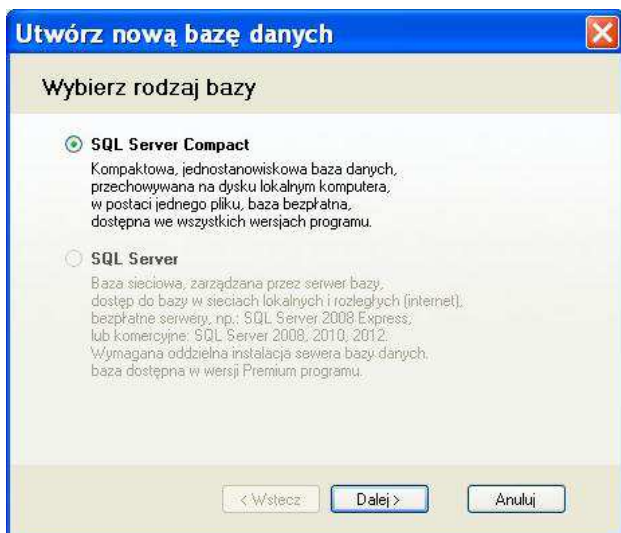 Utwórz nową bazę danych
Wybierz rodzaj bazy
SQL Server Compact
Kompaktowa, jednostanowiskowa baza danych,
przechowywana na dysku lokalnym komputera,
w postaci jednego pliku, baza bezpłatna,
dostępna we wszystkich wersjach programu.
SQL Server
Baza sieciowa, zarządzana przez serwer bazy,
dostęp do bazy w sieciach lokalnych i rozległych (internet),
bezpłatne serwery, np.: SQL Server 2008 Express,
lub komercyjne: SQL Server 2008, 2010, 2012.
Wymagana oddzielna instalacja sewera bazy danych.
baza dostępna w wersji Premium programu.
< Wstecz Dalej > Anuluj